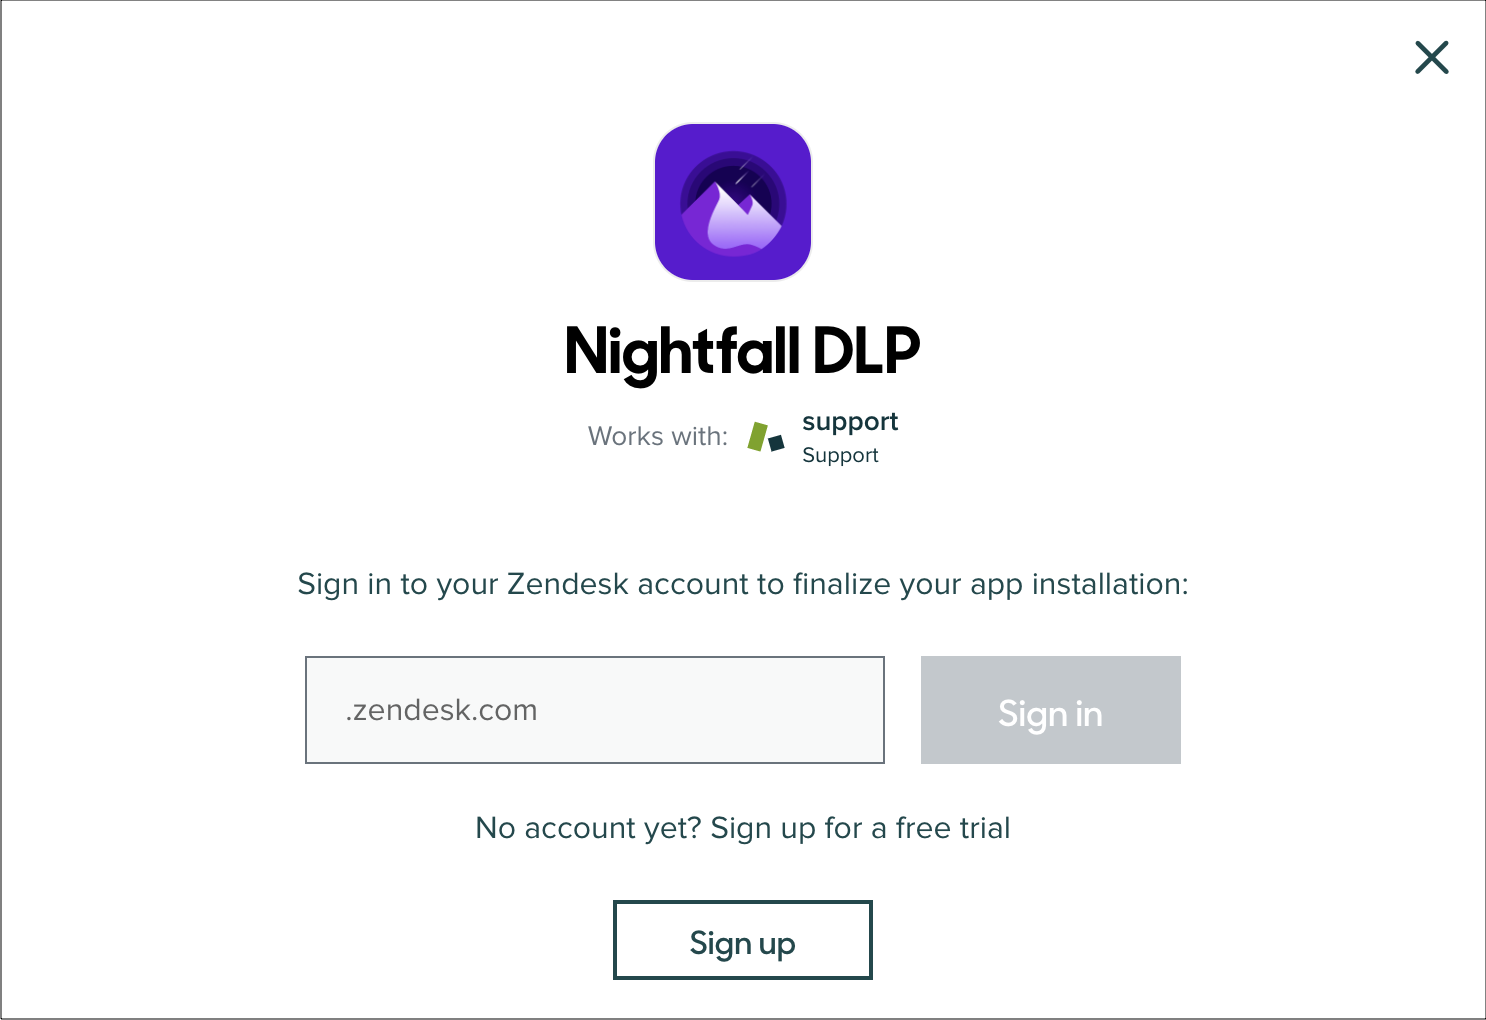 Nightfall DLP
Works with:
support
Support
Sign in to your Zendesk account to finalize your app installation:
.zendesk.com
Sign in
No account yet? Sign up for a free trial
Sign up